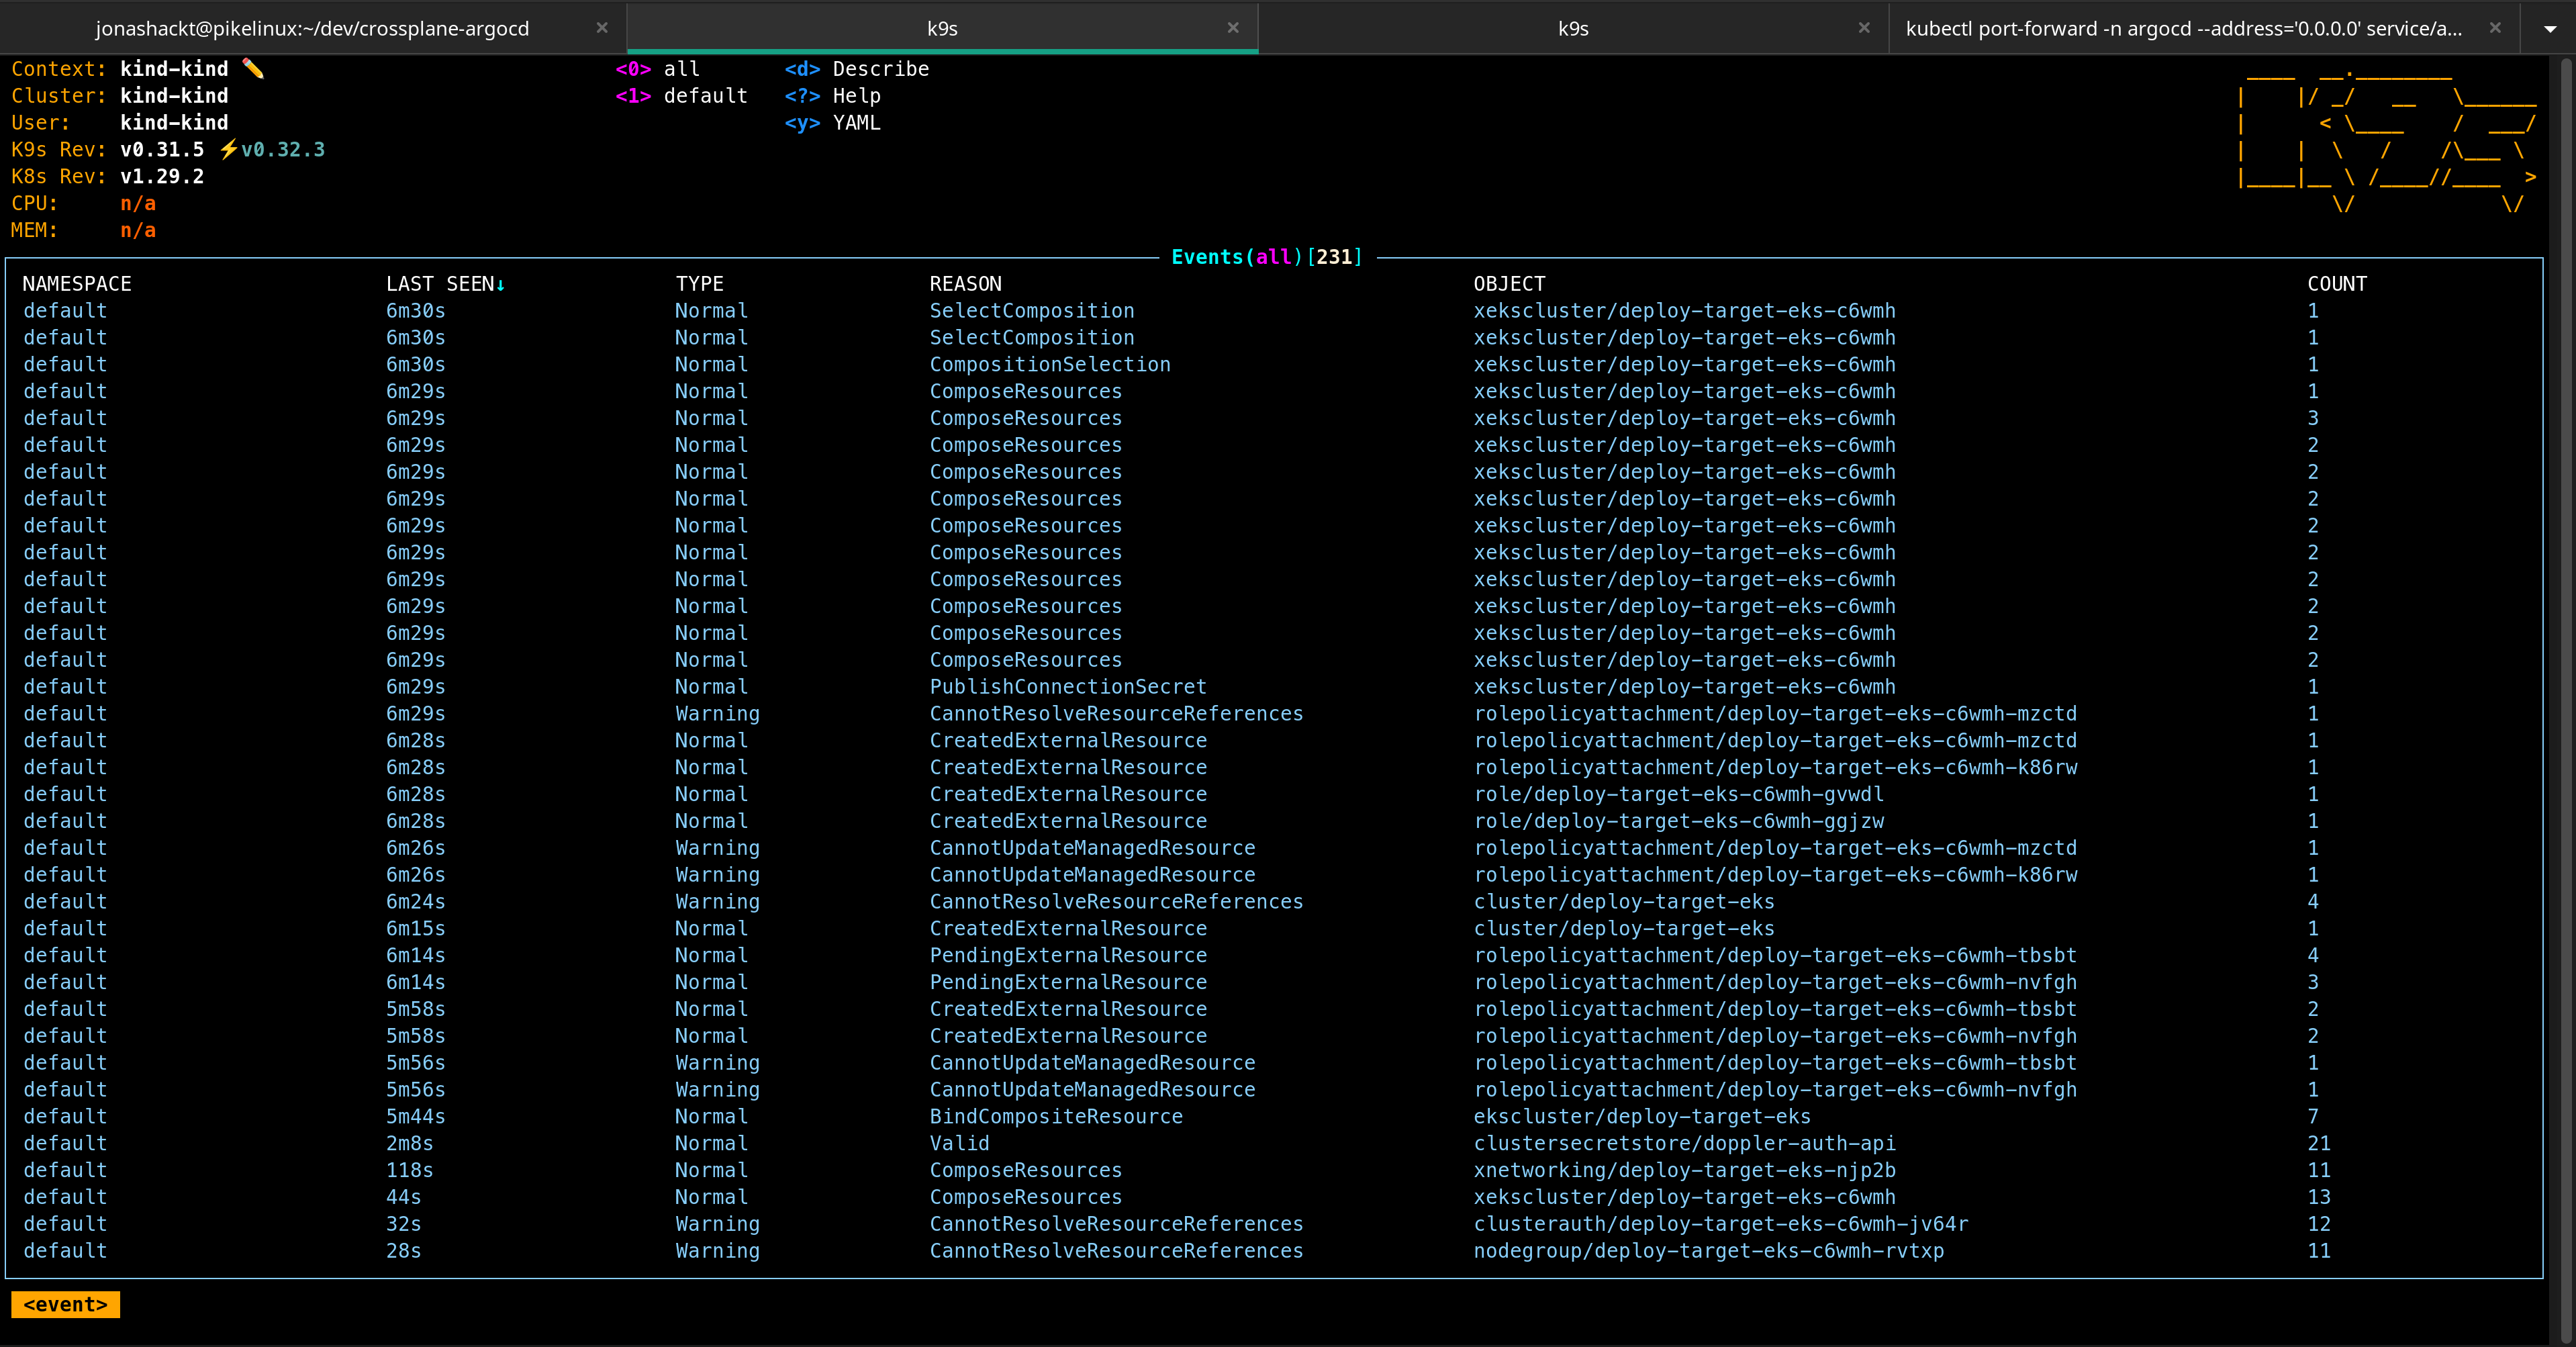 jonashackt@pikelinux:~/dev/crossplane-argocd × k9s × k9s × kubectl port-forward -n argocd --address='0.0.0.0' service/a... ×
Context: kind-kind ✏️ <0> all <d> Describe
Cluster: kind-kind <1> default <?> Help
User: kind-kind <y> YAML
K9s Rev: v0.31.5 ⚡v0.32.3
K8s Rev: v1.29.2
CPU: n/a
MEM: n/a
Events(all)[231]
NAMESPACE LAST SEEN↓ TYPE REASON OBJECT COUNT
default 6m30s Normal SelectComposition xekscluster/deploy-target-eks-c6wmh 1
default 6m30s Normal SelectComposition xekscluster/deploy-target-eks-c6wmh 1
default 6m30s Normal CompositionSelection xekscluster/deploy-target-eks-c6wmh 1
default 6m29s Normal ComposeResources xekscluster/deploy-target-eks-c6wmh 1
default 6m29s Normal ComposeResources xekscluster/deploy-target-eks-c6wmh 3
default 6m29s Normal ComposeResources xekscluster/deploy-target-eks-c6wmh 2
default 6m29s Normal ComposeResources xekscluster/deploy-target-eks-c6wmh 2
default 6m29s Normal ComposeResources xekscluster/deploy-target-eks-c6wmh 2
default 6m29s Normal ComposeResources xekscluster/deploy-target-eks-c6wmh 2
default 6m29s Normal ComposeResources xekscluster/deploy-target-eks-c6wmh 2
default 6m29s Normal ComposeResources xekscluster/deploy-target-eks-c6wmh 2
default 6m29s Normal ComposeResources xekscluster/deploy-target-eks-c6wmh 2
default 6m29s Normal ComposeResources xekscluster/deploy-target-eks-c6wmh 2
default 6m29s Normal ComposeResources xekscluster/deploy-target-eks-c6wmh 2
default 6m29s Normal PublishConnectionSecret xekscluster/deploy-target-eks-c6wmh 1
default 6m29s Warning CannotResolveResourceReferences rolepolicyattachment/deploy-target-eks-c6wmh-mzctd 1
default 6m28s Normal CreatedExternalResource rolepolicyattachment/deploy-target-eks-c6wmh-mzctd 1
default 6m28s Normal CreatedExternalResource rolepolicyattachment/deploy-target-eks-c6wmh-k86rw 1
default 6m28s Normal CreatedExternalResource role/deploy-target-eks-c6wmh-gvwdl 1
default 6m28s Normal CreatedExternalResource role/deploy-target-eks-c6wmh-ggjzw 1
default 6m26s Warning CannotUpdateManagedResource rolepolicyattachment/deploy-target-eks-c6wmh-mzctd 1
default 6m26s Warning CannotUpdateManagedResource rolepolicyattachment/deploy-target-eks-c6wmh-k86rw 1
default 6m24s Warning CannotResolveResourceReferences cluster/deploy-target-eks 4
default 6m15s Normal CreatedExternalResource cluster/deploy-target-eks 1
default 6m14s Normal PendingExternalResource rolepolicyattachment/deploy-target-eks-c6wmh-tbsbt 4
default 6m14s Normal PendingExternalResource rolepolicyattachment/deploy-target-eks-c6wmh-nvfgh 3
default 5m58s Normal CreatedExternalResource rolepolicyattachment/deploy-target-eks-c6wmh-tbsbt 2
default 5m58s Normal CreatedExternalResource rolepolicyattachment/deploy-target-eks-c6wmh-nvfgh 2
default 5m56s Warning CannotUpdateManagedResource rolepolicyattachment/deploy-target-eks-c6wmh-tbsbt 1
default 5m56s Warning CannotUpdateManagedResource rolepolicyattachment/deploy-target-eks-c6wmh-nvfgh 1
default 5m44s Normal BindCompositeResource ekscluster/deploy-target-eks 7
default 2m8s Normal Valid clustersecretstore/doppler-auth-api 21
default 118s Normal ComposeResources xnetworking/deploy-target-eks-njp2b 11
default 44s Normal ComposeResources xekscluster/deploy-target-eks-c6wmh 13
default 32s Warning CannotResolveResourceReferences clusterauth/deploy-target-eks-c6wmh-jv64r 12
default 28s Warning CannotResolveResourceReferences nodegroup/deploy-target-eks-c6wmh-rvtxp 11
<event>